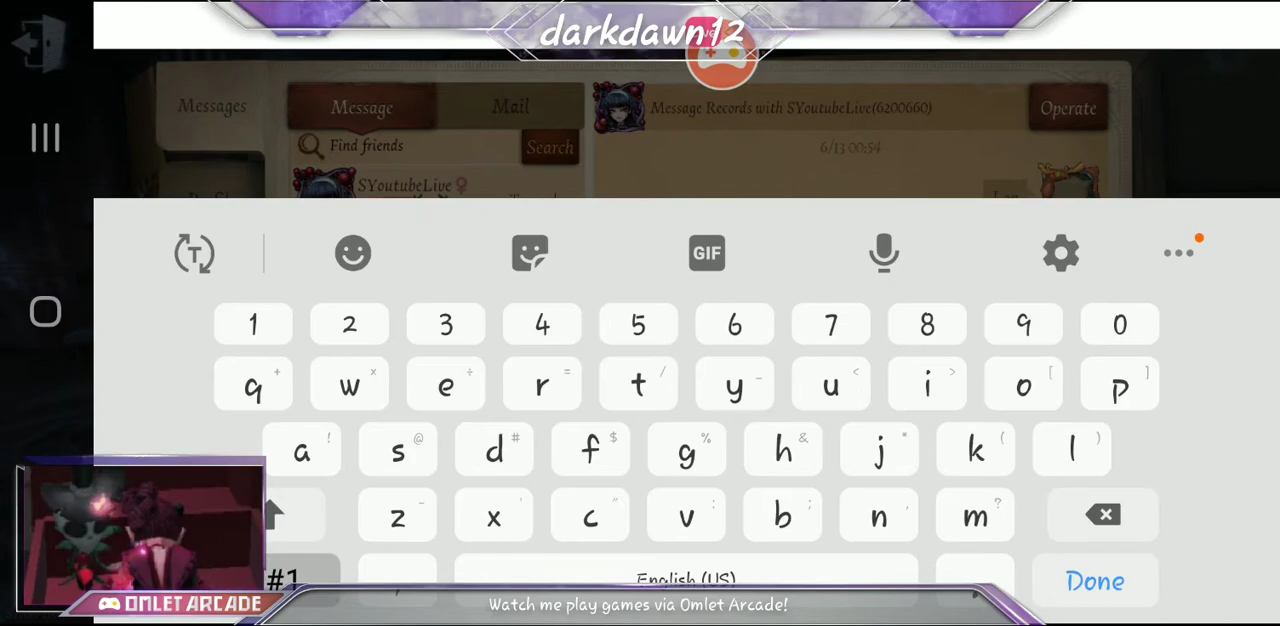 darkdawn12
Messages
Message
Mail
Message Records with SYoutubeLive(6200660)
Operate
Find friends
Search
6/13 00:54
SYoutubeLive
T
GIF
1 2 3 4 5 6 7 8 9 0
q + w × e ÷ r = t / y _ u < i > o [ p ]
a ! s @ d # f $ g % h & j * k ( l )
z - x ' c " v : b ; n , m ?
#1
English (US)
Done
OMLET ARCADE
Watch me play games via Omlet Arcade!